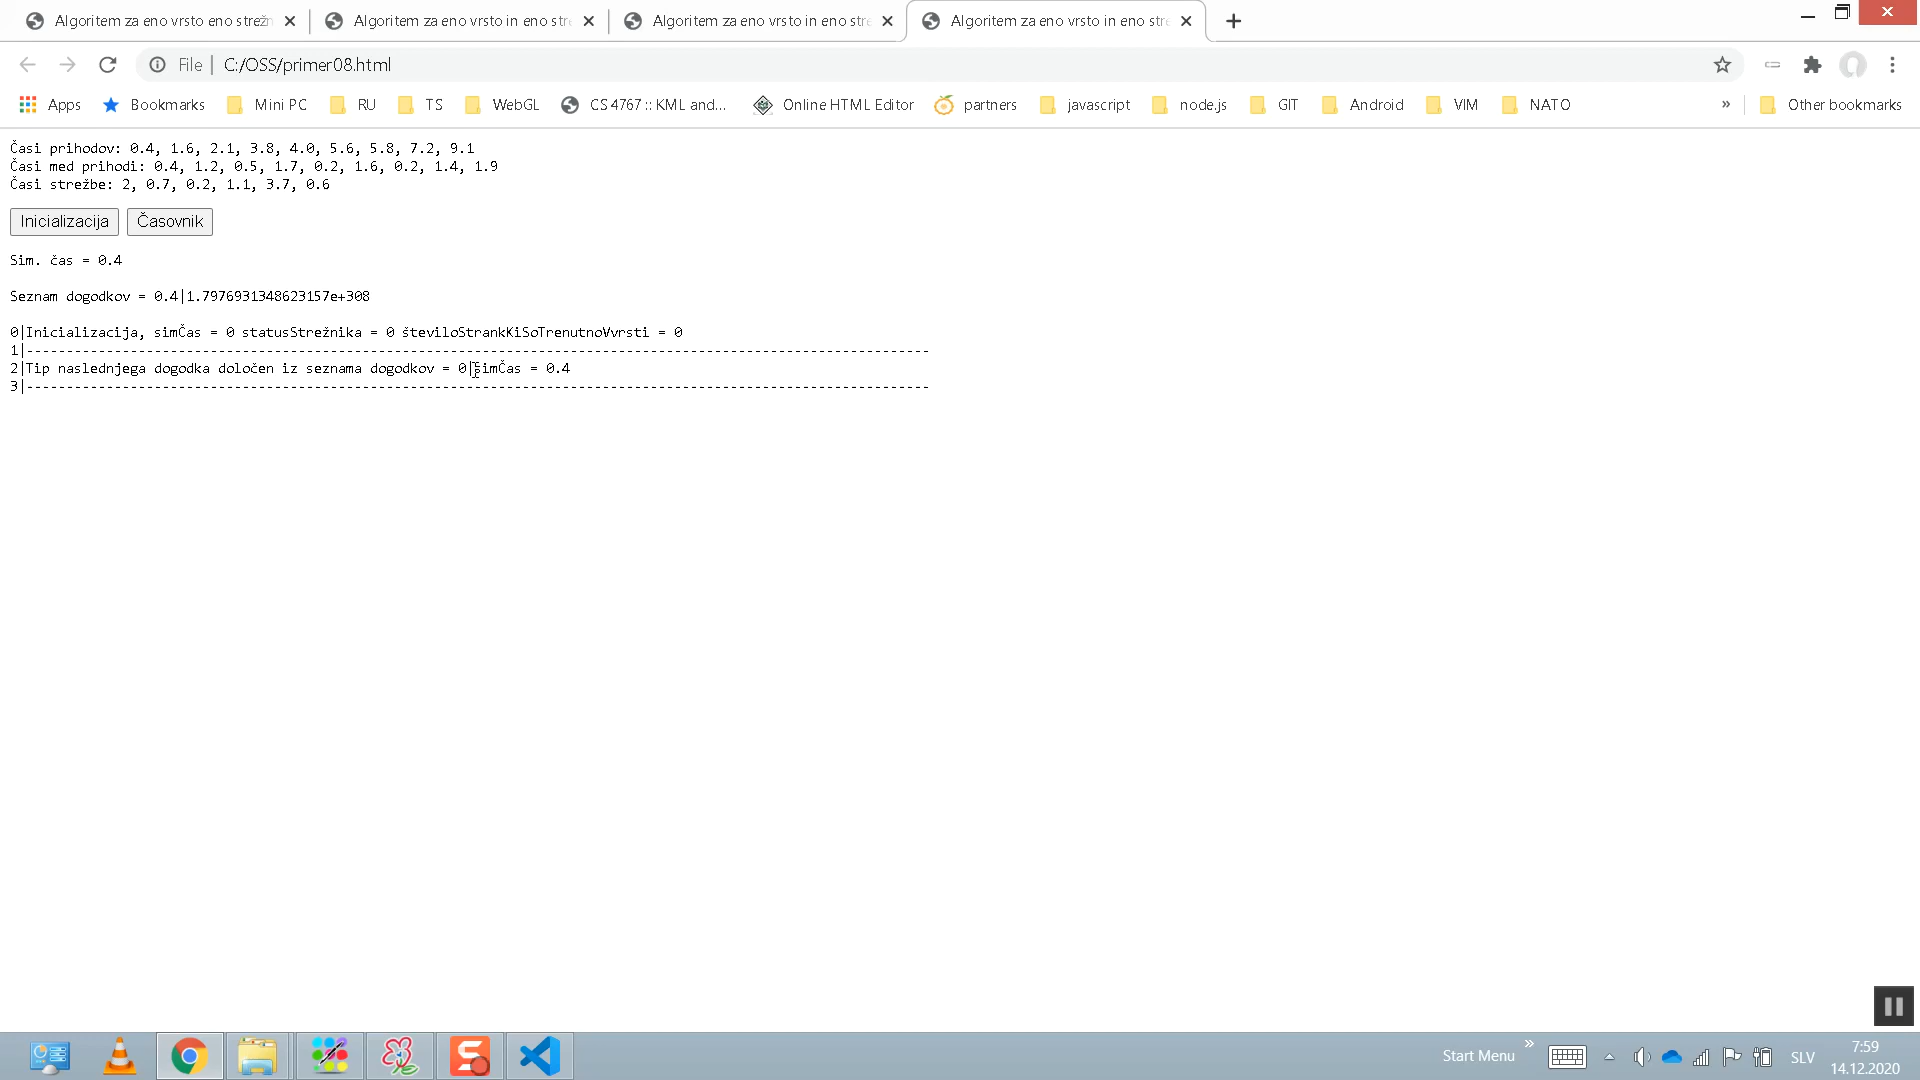 Algoritem za eno vrsto eno strežn
Algoritem za eno vrsto in eno stre
Algoritem za eno vrsto in eno stre
Algoritem za eno vrsto in eno stre
File | C:/OSS/primer08.html
Apps Bookmarks Mini PC RU TS WebGL CS 4767 :: KML and... Online HTML Editor partners javascript node.js GIT Android VIM NATO » Other bookmarks
Časi prihodov: 0.4, 1.6, 2.1, 3.8, 4.0, 5.6, 5.8, 7.2, 9.1
Časi med prihodi: 0.4, 1.2, 0.5, 1.7, 0.2, 1.6, 0.2, 1.4, 1.9
Časi strežbe: 2, 0.7, 0.2, 1.1, 3.7, 0.6
Inicializacija Časovnik
Sim. čas = 0.4
Seznam dogodkov = 0.4|1.7976931348623157e+308
0|Inicializacija, simČas = 0 statusStrežnika = 0 številoStrankKiSoTrenutnoVvrsti = 0
1|-----------------------------------------------------------------------------------------------------------------
2|Tip naslednjega dogodka določen iz seznama dogodkov = 0|simČas = 0.4
3|-----------------------------------------------------------------------------------------------------------------
Start Menu » SLV 7:59
14.12.2020